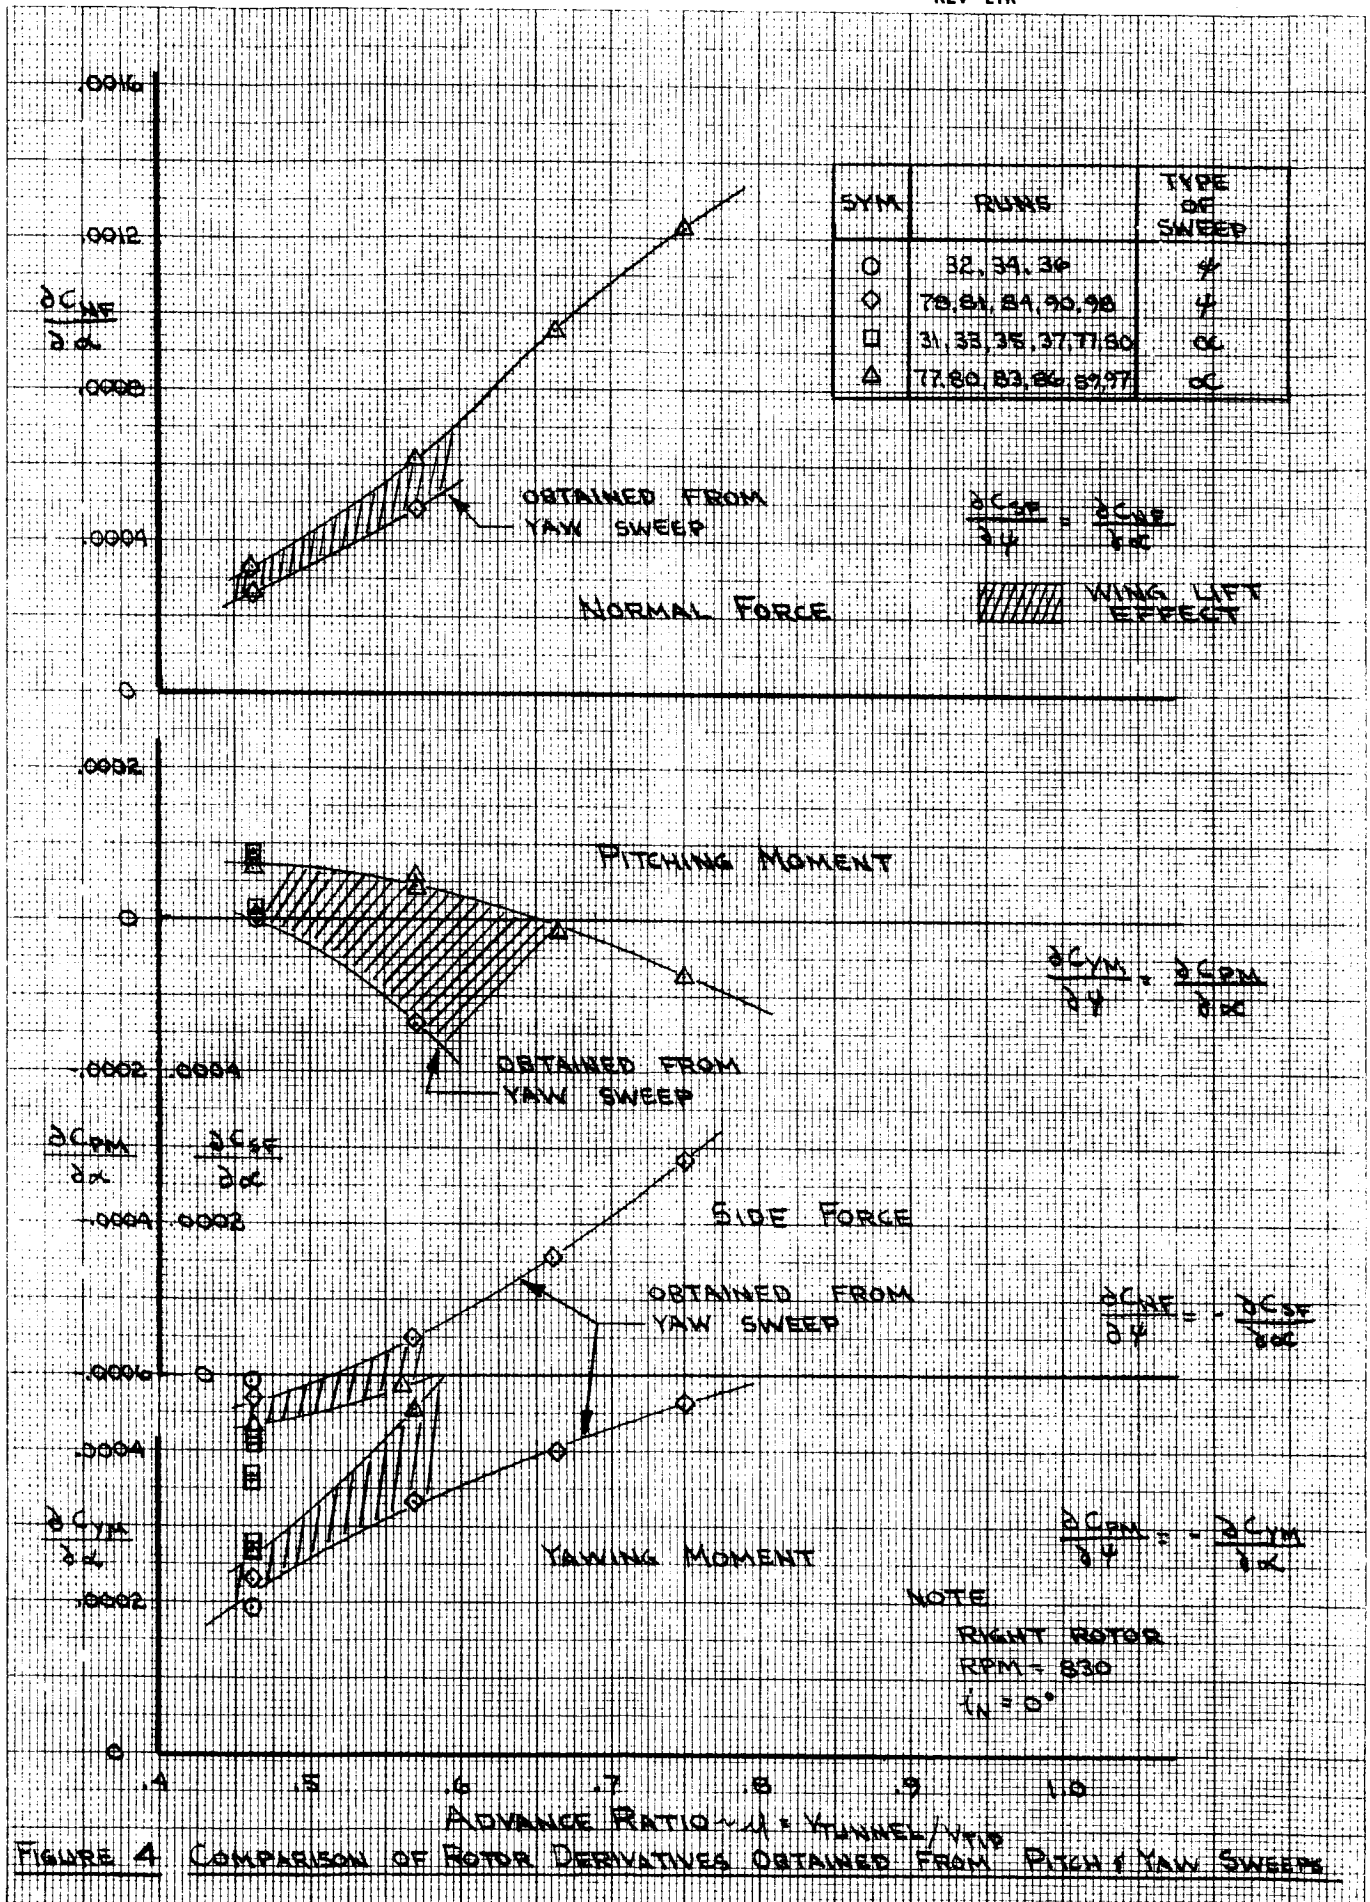 REV LTR
.0016
SYM RUNS TYPE OF SWEEP
○ 32, 34, 36 ψ
◇ 78, 81, 84, 90, 98 ψ
□ 31, 33, 35, 37, 77, 80 α
△ 77, 80, 83, 86, 89, 97 α
.0012
∂C_NF / ∂α
.0008
OBTAINED FROM
YAW SWEEP
∂C_SF / ∂ψ = ∂C_NF / ∂α
.0004
WING LIFT
EFFECT
NORMAL FORCE
0
.0002
PITCHING MOMENT
0
∂C_YM / ∂ψ = ∂C_PM / ∂α
OBTAINED FROM
YAW SWEEP
-.0002 .0004
∂C_PM / ∂α ∂C_SF / ∂α
-.0004 .0002
SIDE FORCE
OBTAINED FROM
YAW SWEEP
∂C_NF / ∂ψ = - ∂C_SF / ∂α
-.0006 0
.0004
∂C_YM / ∂α
YAWING MOMENT
∂C_PM / ∂ψ = - ∂C_YM / ∂α
.0002
NOTE
RIGHT ROTOR
RPM = 830
i_N = 0°
0
.4 .5 .6 .7 .8 .9 1.0
ADVANCE RATIO ~ μ = V_TUNNEL / V_TIP
FIGURE 4 COMPARISON OF ROTOR DERIVATIVES OBTAINED FROM PITCH & YAW SWEEPS